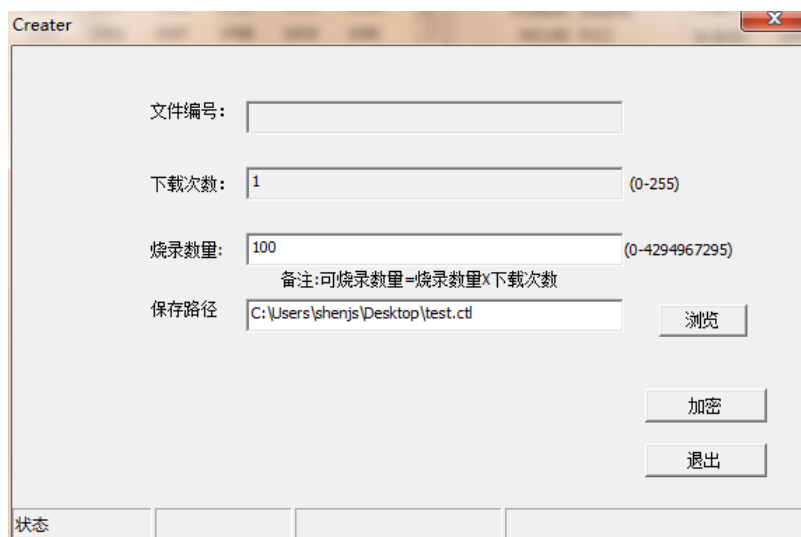 Creater
文件编号:
下载次数: 1 (0-255)
烧录数量: 100 (0-4294967295)
备注:可烧录数量=烧录数量X下载次数
保存路径 C:\Users\shenjs\Desktop\test.ctl
浏览
加密
退出
状态